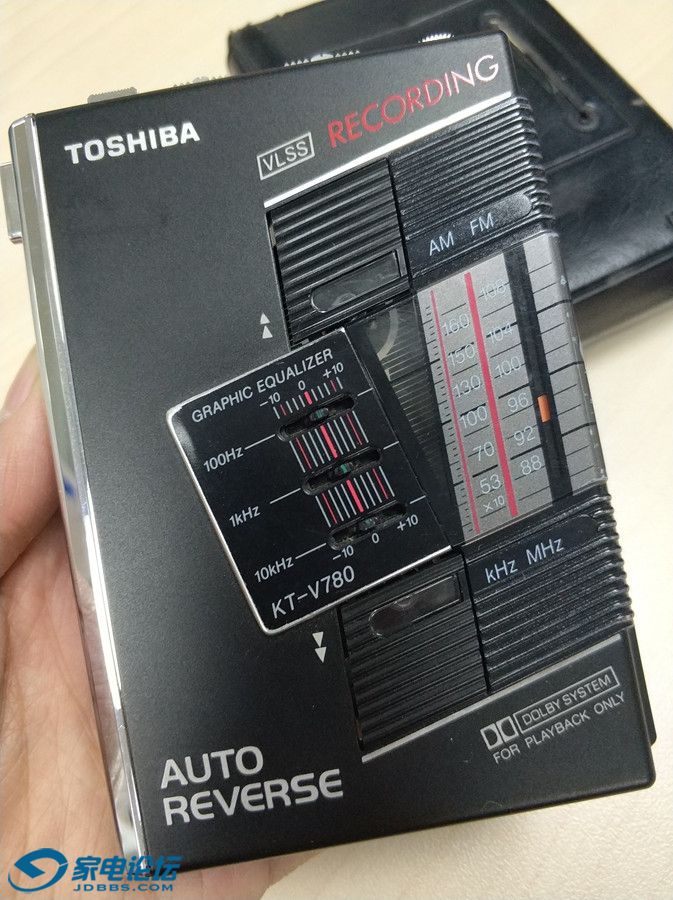 TOSHIBA
VLSS
RECORDING
AM FM
GRAPHIC EQUALIZER
-10 0 +10
100Hz
1kHz
10kHz
-10 0 +10
KT-V780
108
160
104
150
100
130
96
100
92
70
88
53
×10
kHz MHz
DOLBY SYSTEM
FOR PLAYBACK ONLY
AUTO
REVERSE
家电论坛
JDBBS.COM